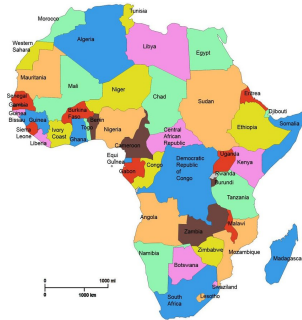 Tunisia
Morocco
Algeria
Libya
Egypt
Western
Sahara
Mauritania
Mali
Niger
Chad
Sudan
Eritrea
Djibouti
Senegal
Gambia
Guinea
Bissau
Guinea
Burkina
Faso
Benin
Nigeria
Ethiopia
Somalia
Sierra
Leone
Ivory
Coast
Ghana
Togo
Liberia
Cameroon
Central
African
Republic
Equi
Guinea
Gabon
Congo
Democratic
Republic
of
Congo
Uganda
Kenya
Rwanda
Burundi
Tanzania
Angola
Zambia
Malawi
Mozambique
Zimbabwe
Namibia
Botswana
Madagascar
Swaziland
South
Africa
Lesotho
0
1000 mi
0
1000 km